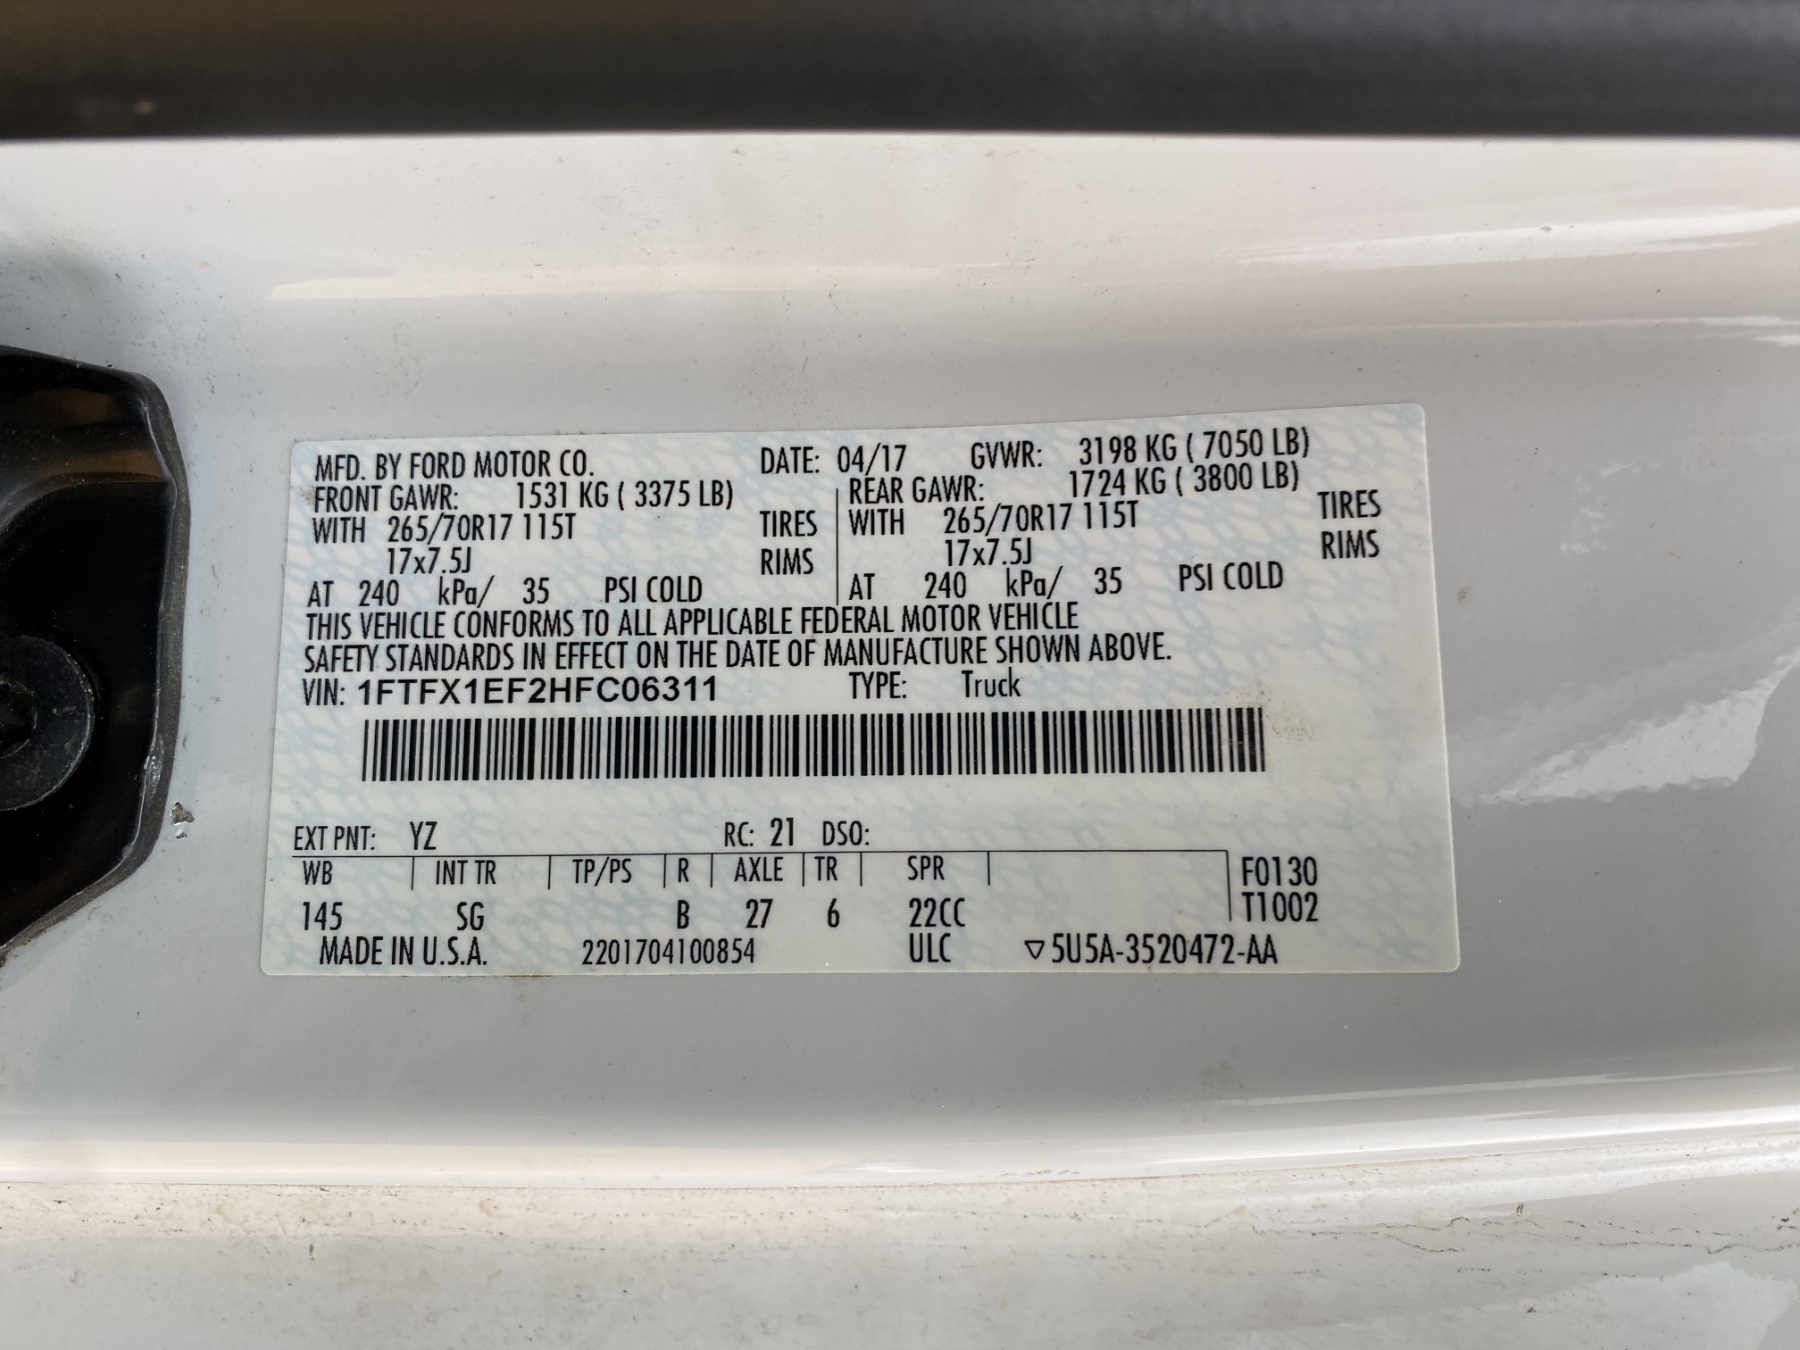 MFD. BY FORD MOTOR CO. DATE: 04/17 GVWR: 3198 KG ( 7050 LB)
FRONT GAWR: 1531 KG ( 3375 LB) REAR GAWR: 1724 KG ( 3800 LB)
WITH 265/70R17 115T TIRES WITH 265/70R17 115T TIRES
17x7.5J RIMS 17x7.5J RIMS
AT 240 kPa/ 35 PSI COLD AT 240 kPa/ 35 PSI COLD
THIS VEHICLE CONFORMS TO ALL APPLICABLE FEDERAL MOTOR VEHICLE
SAFETY STANDARDS IN EFFECT ON THE DATE OF MANUFACTURE SHOWN ABOVE.
VIN: 1FTFX1EF2HFC06311 TYPE: Truck
EXT PNT: YZ RC: 21 DSO:
WB INT TR TP/PS R AXLE TR SPR F0130
145 SG B 27 6 22CC T1002
MADE IN U.S.A. 2201704100854 ULC ▽5U5A-3520472-AA